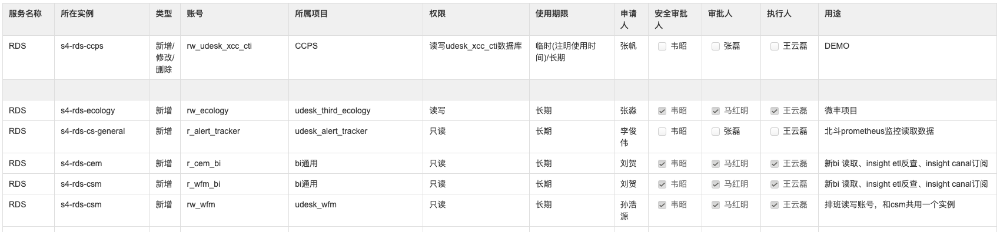 服务名称 所在实例 类型 账号 所属项目 权限 使用期限 申请人 安全审批人 审批人 执行人 用途
RDS s4-rds-ccps 新增/修改/删除 rw_udesk_xcc_cti CCPS 读写udesk_xcc_cti数据库 临时(注明使用时间)/长期 张帆 韦昭 张磊 王云磊 DEMO
RDS s4-rds-ecology 新增 rw_ecology udesk_third_ecology 读写 长期 张淼 韦昭 马红明 王云磊 微丰项目
RDS s4-rds-cs-general 新增 r_alert_tracker udesk_alert_tracker 只读 长期 李俊伟 韦昭 张磊 王云磊 北斗prometheus监控读取数据
RDS s4-rds-cem 新增 r_cem_bi bi通用 只读 长期 刘贺 韦昭 马红明 王云磊 新bi 读取、insight etl反查、insight canal订阅
RDS s4-rds-csm 新增 r_wfm_bi bi通用 只读 长期 刘贺 韦昭 马红明 王云磊 新bi 读取、insight etl反查、insight canal订阅
RDS s4-rds-csm 新增 rw_wfm udesk_wfm 只读 长期 孙浩源 韦昭 马红明 王云磊 排班读写账号，和csm共用一个实例